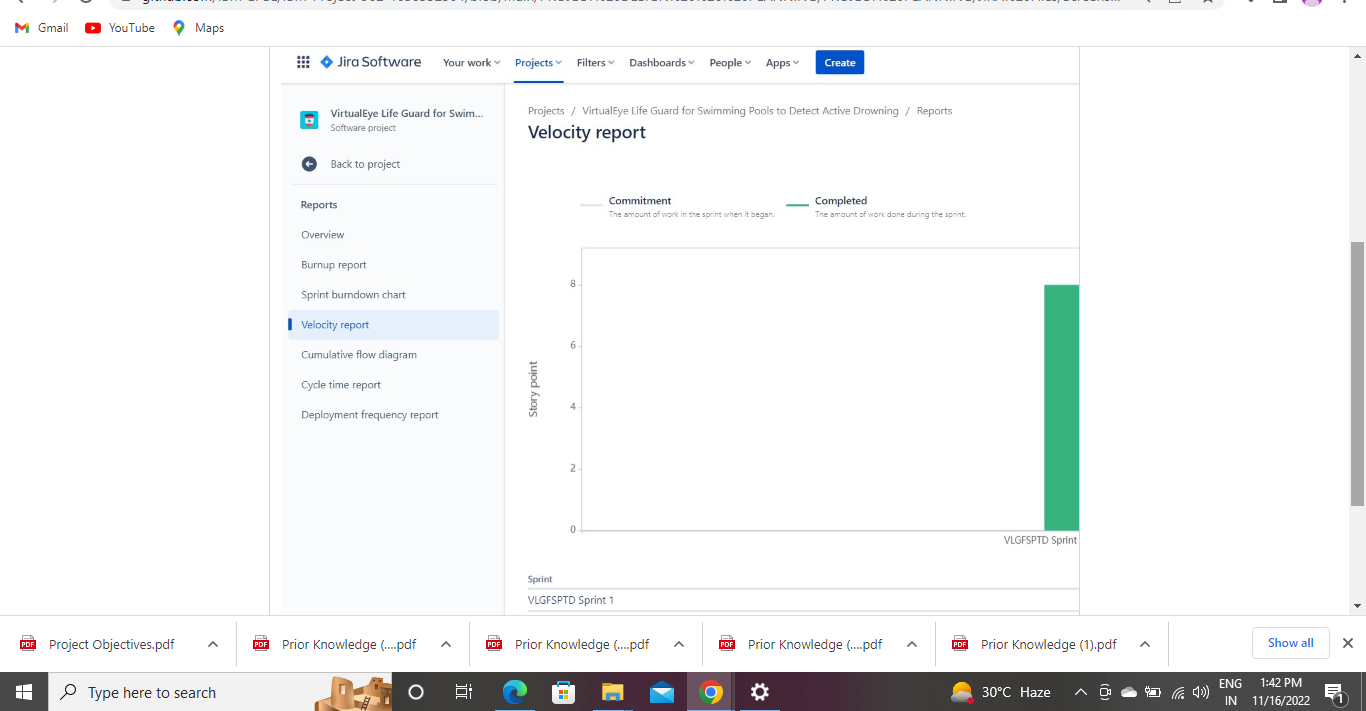 Gmail YouTube Maps
Jira Software Your work Projects Filters Dashboards People Apps Create
VirtualEye Life Guard for Swim...
Software project
Back to project
Reports
Overview
Burnup report
Sprint burndown chart
Velocity report
Cumulative flow diagram
Cycle time report
Deployment frequency report
Projects / VirtualEye Life Guard for Swimming Pools to Detect Active Drowning / Reports
Velocity report
Commitment
The amount of work in the sprint when it began.
Completed
The amount of work done during the sprint.
Story point
8
6
4
2
0
VLGFSPTD Sprint
Sprint
VLGFSPTD Sprint 1
PDF Project Objectives.pdf
PDF Prior Knowledge (....pdf
PDF Prior Knowledge (....pdf
PDF Prior Knowledge (....pdf
PDF Prior Knowledge (1).pdf
Show all
Type here to search
30°C Haze
ENG
IN
1:42 PM
11/16/2022
1